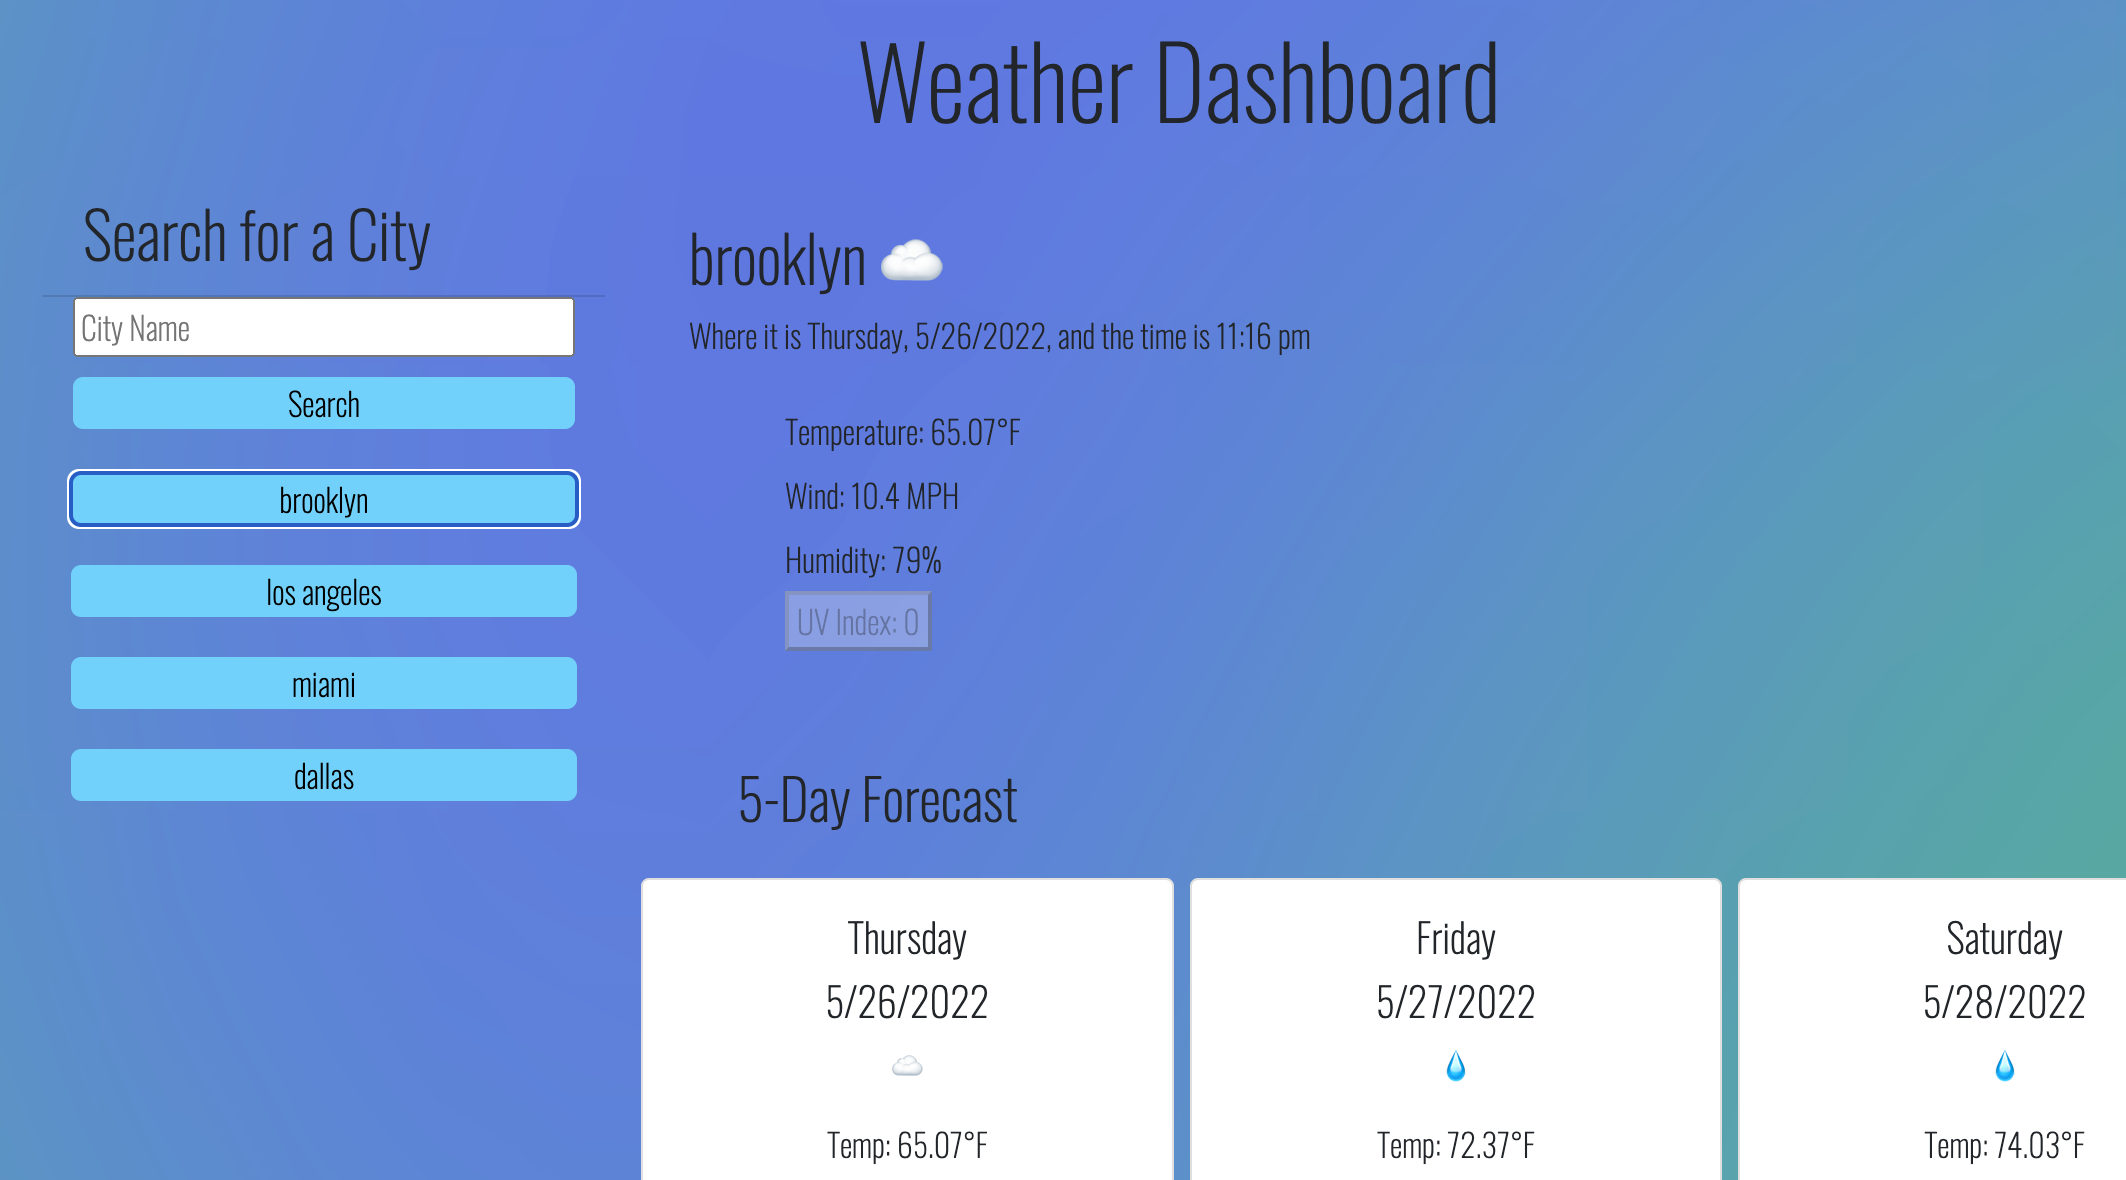 Weather Dashboard
Search for a City
City Name
Search
brooklyn
los angeles
miami
dallas
brooklyn
Where it is Thursday, 5/26/2022, and the time is 11:16 pm
Temperature: 65.07°F
Wind: 10.4 MPH
Humidity: 79%
UV Index: 0
5-Day Forecast
Thursday
5/26/2022
Temp: 65.07°F
Friday
5/27/2022
Temp: 72.37°F
Saturday
5/28/2022
Temp: 74.03°F